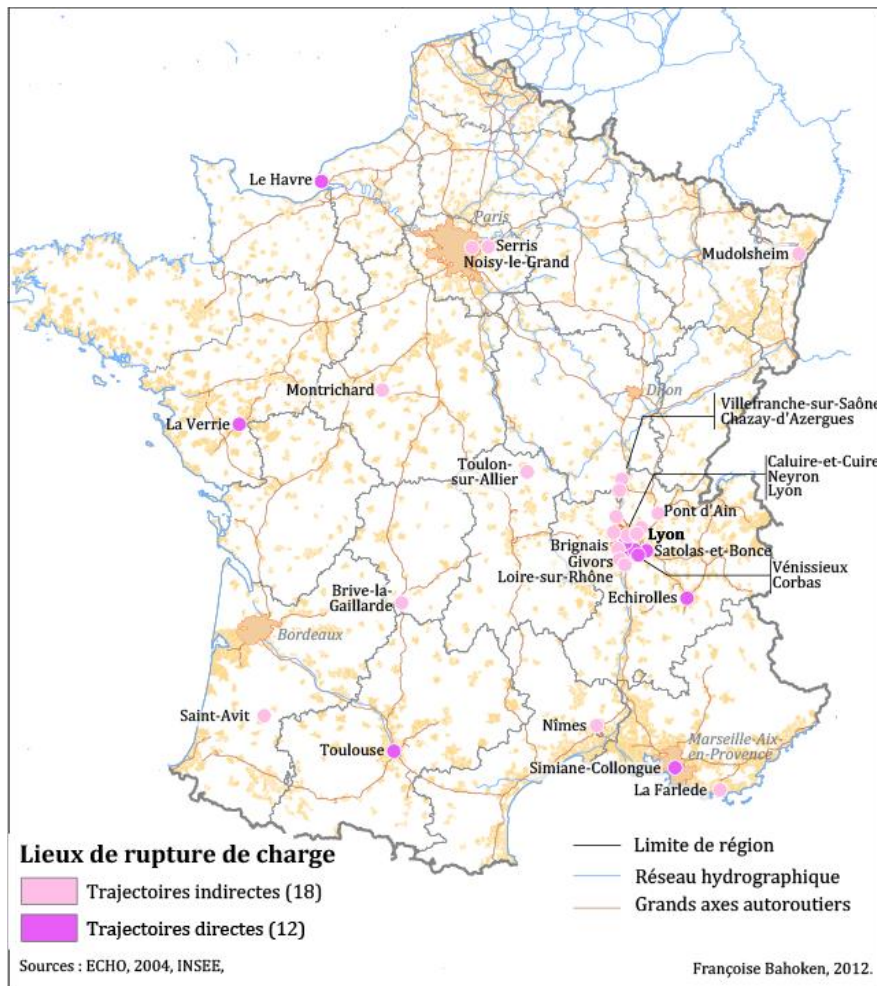 Le Havre
Paris
Serris
Noisy-le-Grand
Mudolsheim
Montrichard
Dijon
La Verrie
Villefranche-sur-Saône
Chazay-d'Azergues
Toulon-
sur-Allier
Caluire-et-Cuire
Neyron
Lyon
Pont d'Ain
Lyon
Brignais
Satolas-et-Bonce
Givors
Loire-sur-Rhône
Vénissieux
Corbas
Echirolles
Brive-la-
Gaillarde
Bordeaux
Saint-Avit
Nîmes
Toulouse
Marseille-Aix-
en-Provence
Simiane-Collongue
La Farlede
Lieux de rupture de charge
Trajectoires indirectes (18)
Trajectoires directes (12)
Limite de région
Réseau hydrographique
Grands axes autoroutiers
Sources : ECHO, 2004, INSEE,
Françoise Bahoken, 2012.